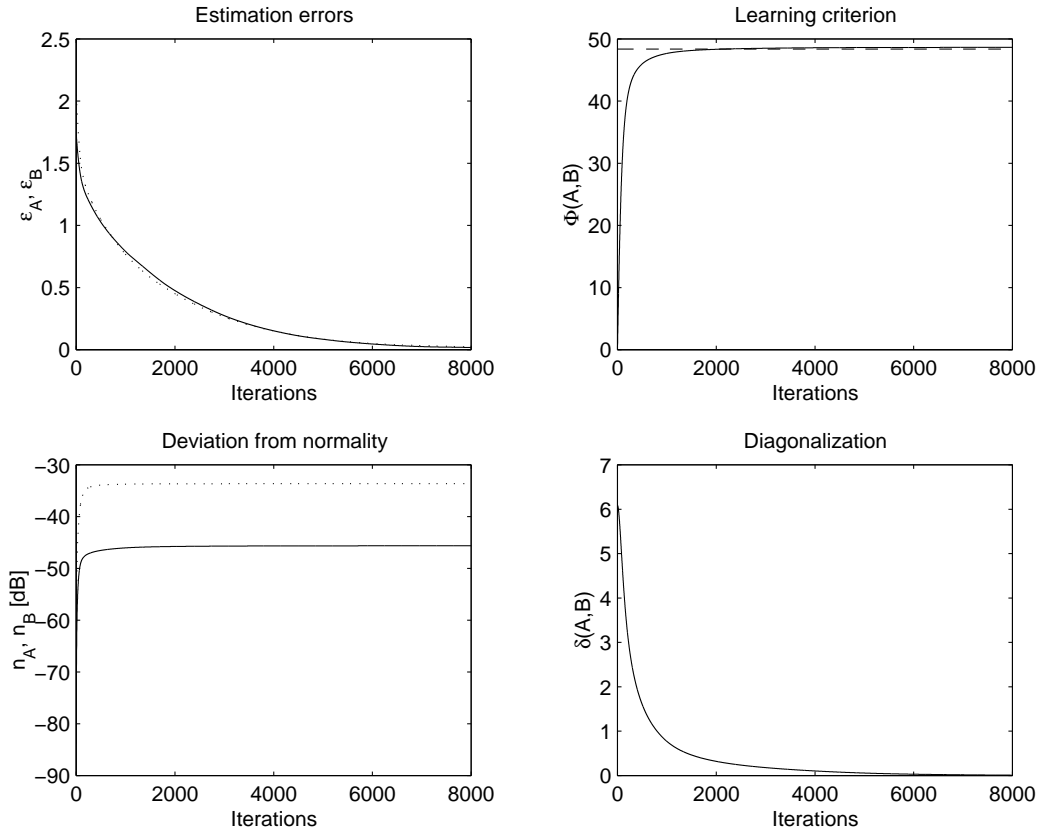 Estimation errors
2.5
2
1.5
1
0.5
0
ε_A, ε_B
0 2000 4000 6000 8000
Iterations
Learning criterion
50
40
30
20
10
0
Φ(A,B)
0 2000 4000 6000 8000
Iterations
Deviation from normality
−30
−40
−50
−60
−70
−80
−90
n_A, n_B [dB]
0 2000 4000 6000 8000
Iterations
Diagonalization
7
6
5
4
3
2
1
0
δ(A,B)
0 2000 4000 6000 8000
Iterations